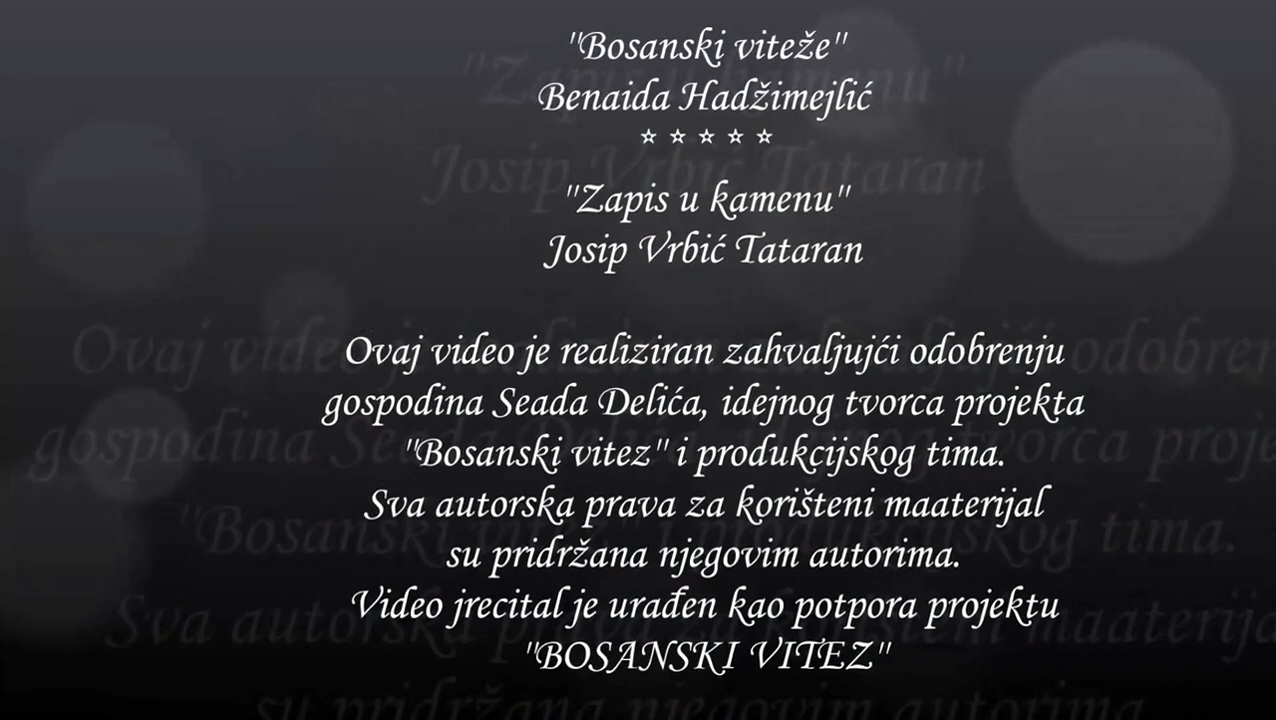 "Bosanski viteže"
Benaida Hadžimejlić
☆ ☆ ☆ ☆ ☆
"Zapis u kamenu"
Josip Vrbić Tataran
Ovaj video je realiziran zahvaljujći odobrenju
gospodina Seada Delića, idejnog tvorca projekta
"Bosanski vitez" i produkcijskog tima.
Sva autorska prava za korišteni maaterijal
su pridržana njegovim autorima.
Video jrecital je urađen kao potpora projektu
"BOSANSKI VITEZ"